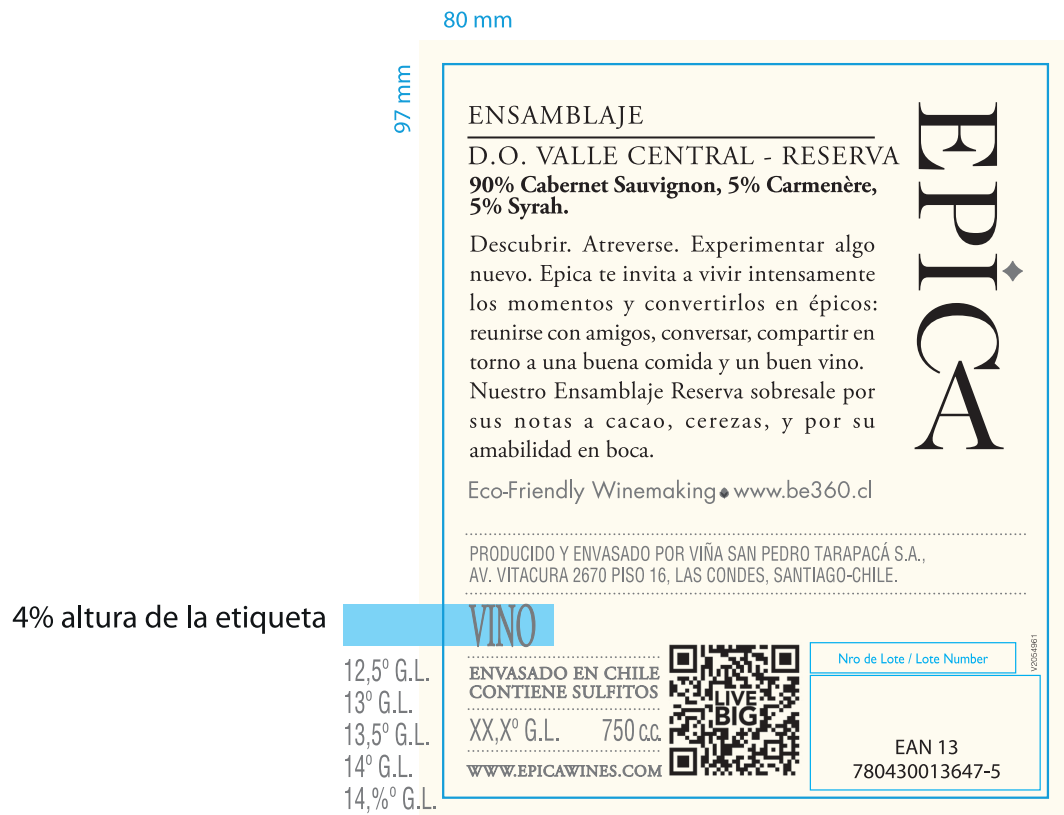 80 mm
97 mm
ENSAMBLAJE
D.O. VALLE CENTRAL - RESERVA
90% Cabernet Sauvignon, 5% Carmenère,
5% Syrah.
Descubrir. Atreverse. Experimentar algo
nuevo. Epica te invita a vivir intensamente
los momentos y convertirlos en épicos:
reunirse con amigos, conversar, compartir en
torno a una buena comida y un buen vino.
Nuestro Ensamblaje Reserva sobresale por
sus notas a cacao, cerezas, y por su
amabilidad en boca.
Eco-Friendly Winemaking www.be360.cl
EPICA
PRODUCIDO Y ENVASADO POR VIÑA SAN PEDRO TARAPACÁ S.A.,
AV. VITACURA 2670 PISO 16, LAS CONDES, SANTIAGO-CHILE.
4% altura de la etiqueta
VINO
12,5º G.L.
13º G.L.
13,5º G.L.
14º G.L.
14,%º G.L.
ENVASADO EN CHILE
CONTIENE SULFITOS
XX,Xº G.L. 750 c.c.
WWW.EPICAWINES.COM
LIVE
BIG
Nro de Lote / Lote Number
V2054961
EAN 13
780430013647-5